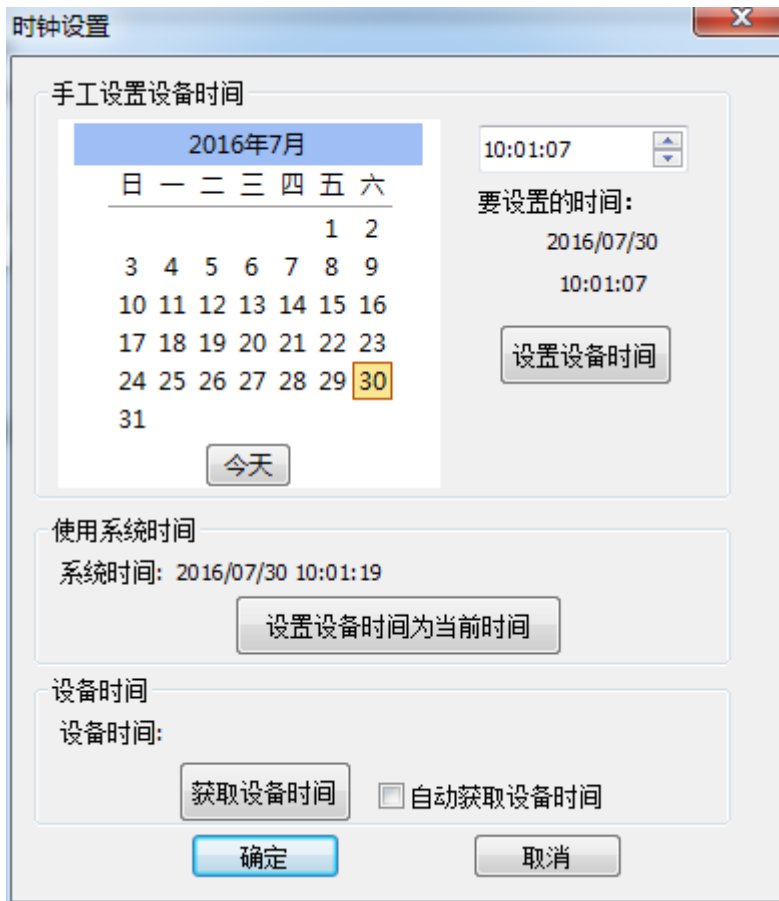 时钟设置
手工设置设备时间
2016年7月
日 一 二 三 四 五 六
1 2
3 4 5 6 7 8 9
10 11 12 13 14 15 16
17 18 19 20 21 22 23
24 25 26 27 28 29 30
31
今天
10:01:07
要设置的时间:
2016/07/30
10:01:07
设置设备时间
使用系统时间
系统时间: 2016/07/30 10:01:19
设置设备时间为当前时间
设备时间
设备时间:
获取设备时间 自动获取设备时间
确定 取消